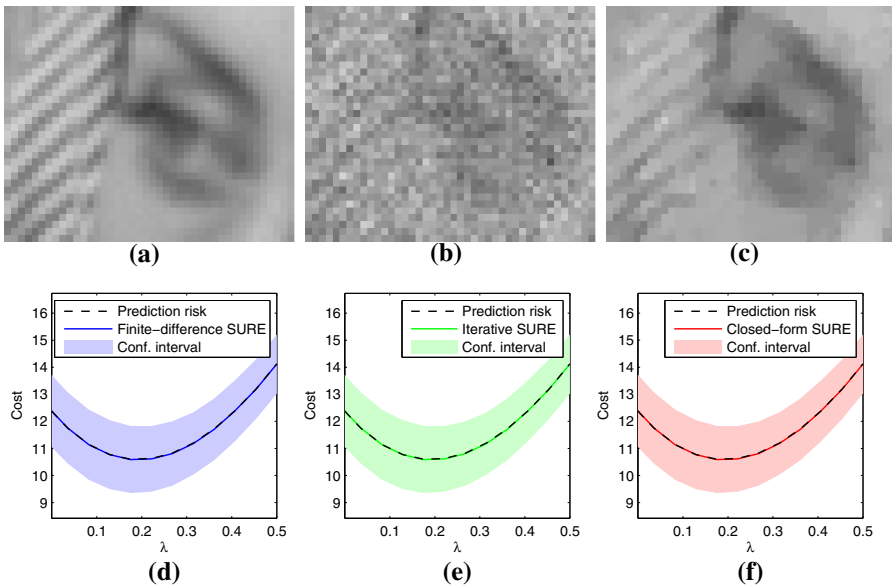 (a)
(b)
(c)
16
15
14
13
12
11
10
9
Cost
Prediction risk
Finite−difference SURE
Conf. interval
0.1
0.2
0.3
0.4
0.5
λ
(d)
16
15
14
13
12
11
10
9
Cost
Prediction risk
Iterative SURE
Conf. interval
0.1
0.2
0.3
0.4
0.5
λ
(e)
16
15
14
13
12
11
10
9
Cost
Prediction risk
Closed−form SURE
Conf. interval
0.1
0.2
0.3
0.4
0.5
λ
(f)